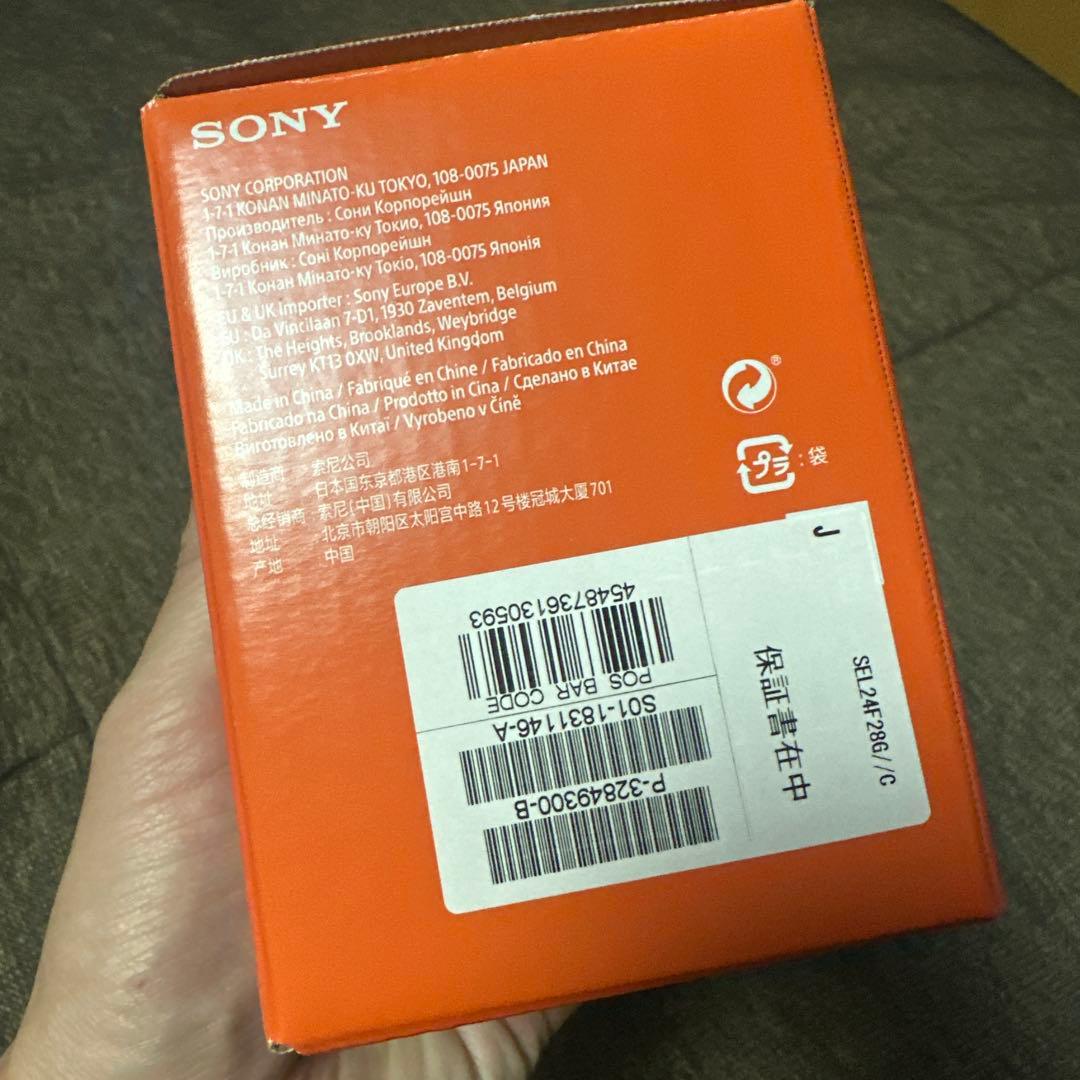 SONY
SONY CORPORATION
1-7-1 KONAN MINATO-KU TOKYO, 108-0075 JAPAN
Производитель : Сони Корпорейшн
1-7-1 Конан Минато-ку Токио, 108-0075 Япония
Виробник : Соні Корпорейшн
1-7-1 Конан Мінато-ку Токіо, 108-0075 Японія
EU & UK Importer : Sony Europe B.V.
EU : Da Vincilaan 7-D1, 1930 Zaventem, Belgium
UK : The Heights, Brooklands, Weybridge
Surrey KT13 0XW, United Kingdom
Made in China / Fabriqué en Chine / Fabricado en China
Fabricado na China / Prodotto in Cina / Сделано в Китае
Виготовлено в Китаї / Vyrobeno v Číně
制造商 : 索尼公司
地址 : 日本国东京都港区港南1-7-1
总经销商 : 索尼(中国)有限公司
地址 : 北京市朝阳区太阳宫中路12号楼冠城大厦701
产地 : 中国
®
プラ : 袋
J
SEL24F28G//C
保証書在中
P-32849300-B
S01-1831146-A
POS BAR CODE
4548736130593